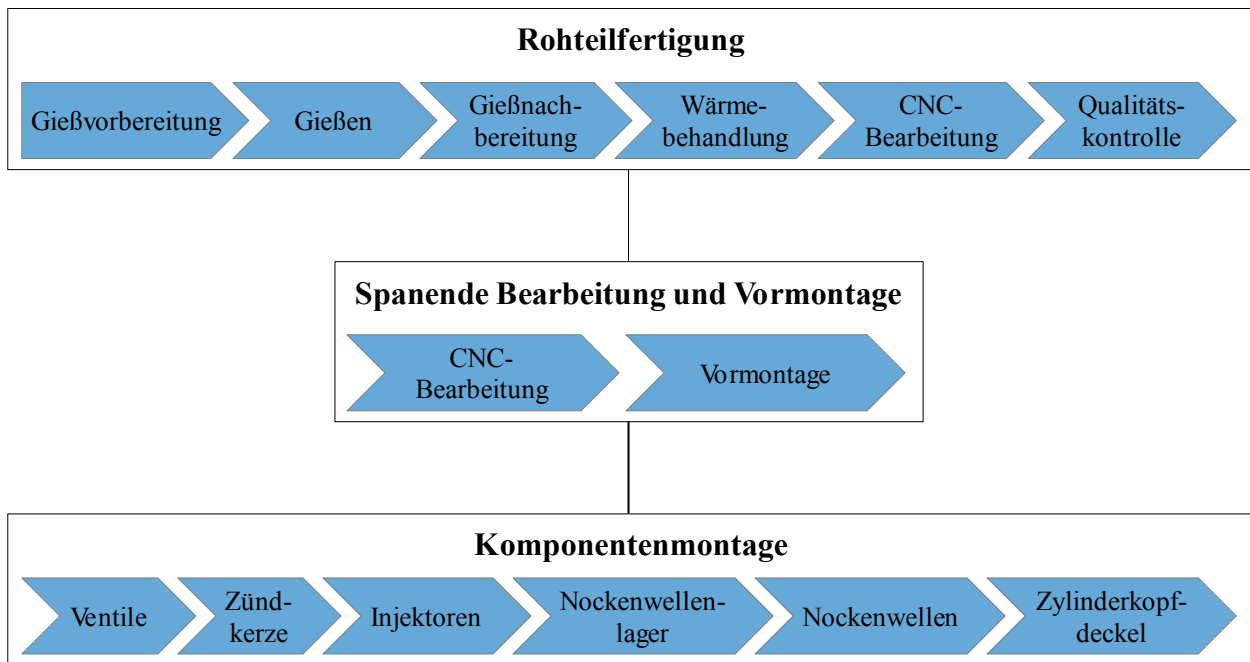 Rohteilfertigung
Gießvorbereitung
Gießen
Gießnach-
bereitung
Wärme-
behandlung
CNC-
Bearbeitung
Qualitäts-
kontrolle
Spanende Bearbeitung und Vormontage
CNC-
Bearbeitung
Vormontage
Komponentenmontage
Ventile
Zünd-
kerze
Injektoren
Nockenwellen-
lager
Nockenwellen
Zylinderkopf-
deckel